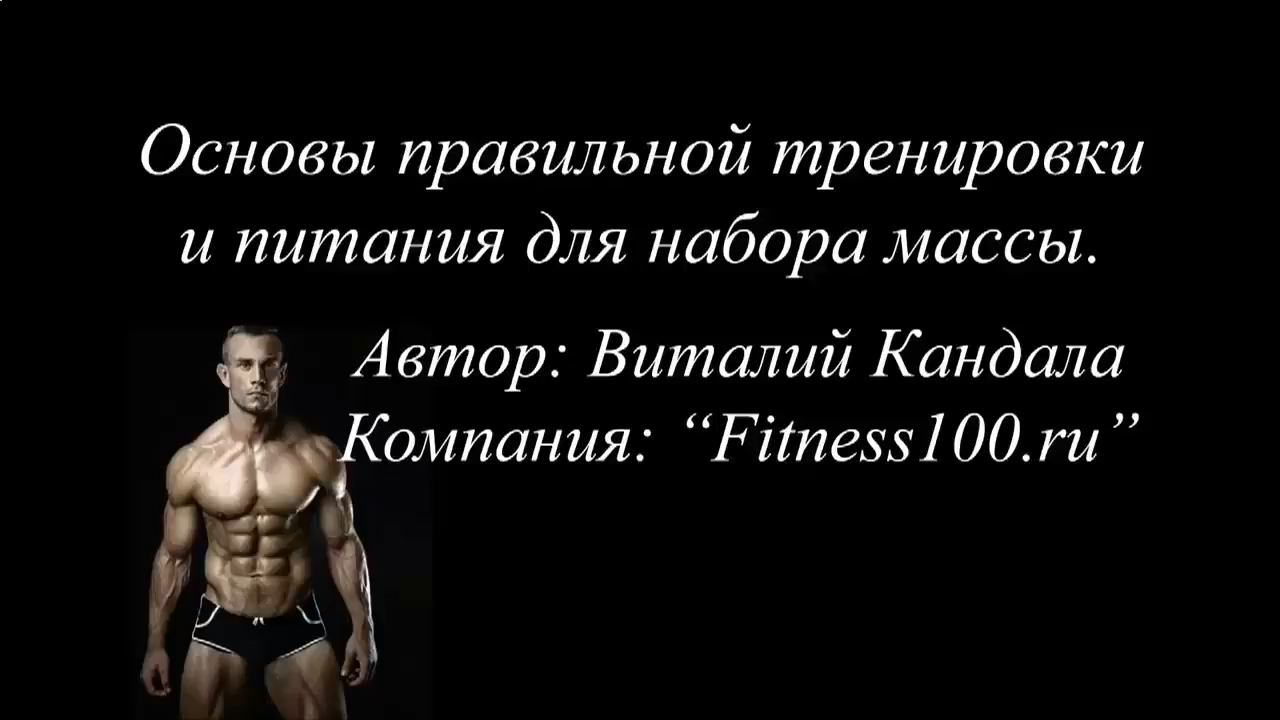 Основы правильной тренировки
и питания для набора массы.
Автор: Виталий Кандала
Компания: “Fitness100.ru”